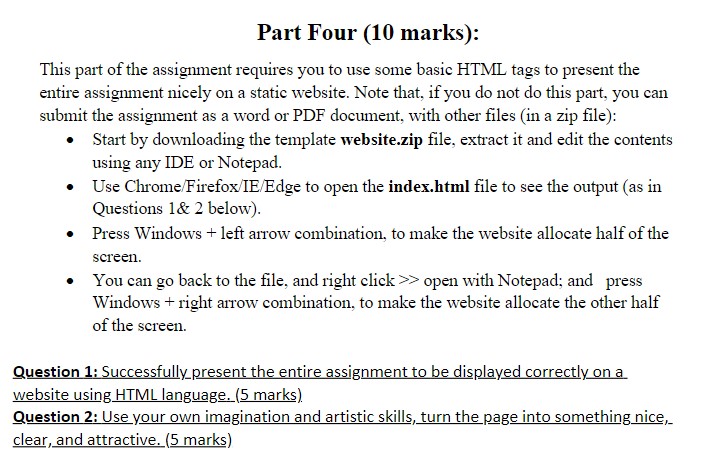 Part Four (10 marks):
This part of the assignment requires you to use some basic HTML tags to present the
entire assignment nicely on a static website. Note that, if you do not do this part, you can
submit the assignment as a word or PDF document, with other files (in a zip file):
• Start by downloading the template website.zip file, extract it and edit the contents
using any IDE or Notepad.
• Use Chrome/Firefox/IE/Edge to open the index.html file to see the output (as in
Questions 1& 2 below).
• Press Windows + left arrow combination, to make the website allocate half of the
screen.
• You can go back to the file, and right click >> open with Notepad; and press
Windows + right arrow combination, to make the website allocate the other half
of the screen.
Question 1: Successfully present the entire assignment to be displayed correctly on a
website using HTML language. (5 marks)
Question 2: Use your own imagination and artistic skills, turn the page into something nice,
clear, and attractive. (5 marks)